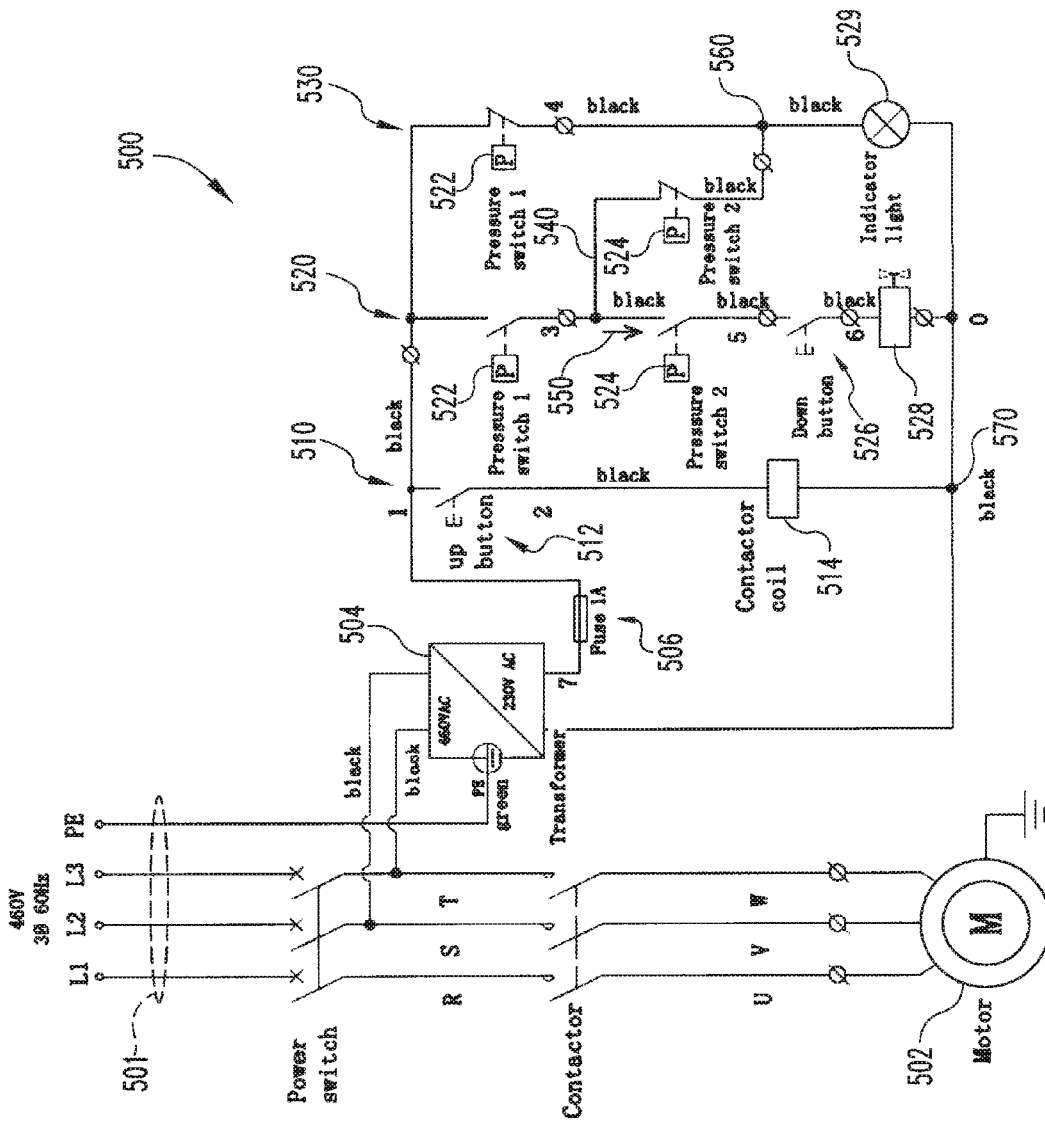 500
460V
3Ø 60Hz
L1
L2
L3
PE
501
Power
switch
R
S
T
Contactor
U
V
W
M
Motor
502
black
black
PE
green
460VAC
230V AC
Transformer
504
7
Fuse 1A
506
510
1
up
button
512
2
black
Contactor
coil
514
570
black
black
520
P
522
Pressure
switch 1
3
550
black
540
P
524
Pressure
switch 2
5
black
E
Down
button
526
6
black
528
0
530
P
522
Pressure
switch 1
4
black
P
524
Pressure
switch 2
black
560
black
Indicator
light
529